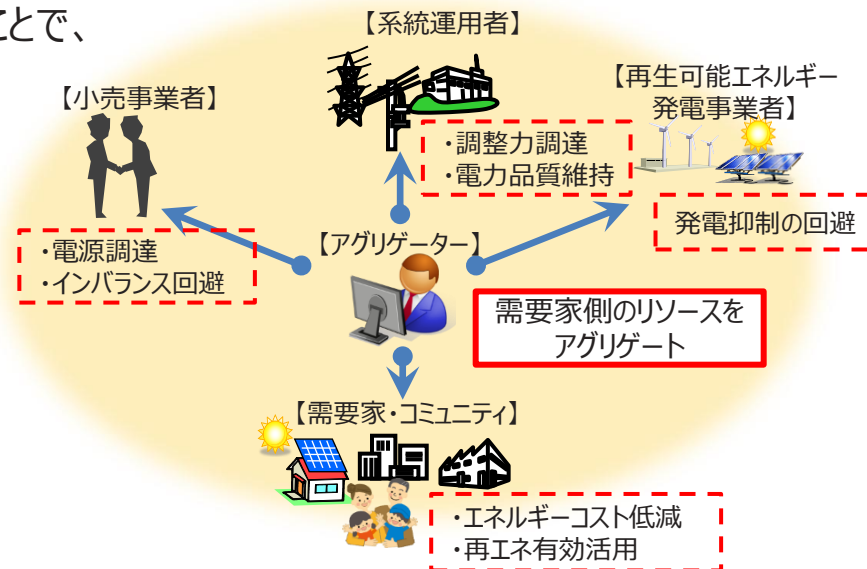 ことで、
【系統運用者】
【小売事業者】
【再生可能エネルギー
発電事業者】
・調整力調達
・電力品質維持
発電抑制の回避
・電源調達
・インバランス回避
【アグリゲーター】
需要家側のリソースを
アグリゲート
【需要家・コミュニティ】
・エネルギーコスト低減
・再エネ有効活用